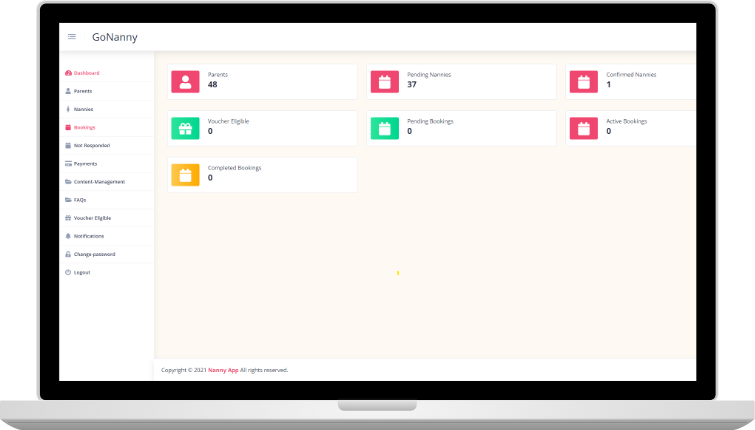 GoNanny
Dashboard
Parents
Nannies
Bookings
Not Responded
Payments
Content-Management
FAQs
Voucher Eligible
Notifications
Change password
Logout
Parents
48
Pending Nannies
37
Confirmed Nannies
1
Voucher Eligible
0
Pending Bookings
0
Active Bookings
0
Completed Bookings
0
Copyright © 2021 Nanny App All rights reserved.